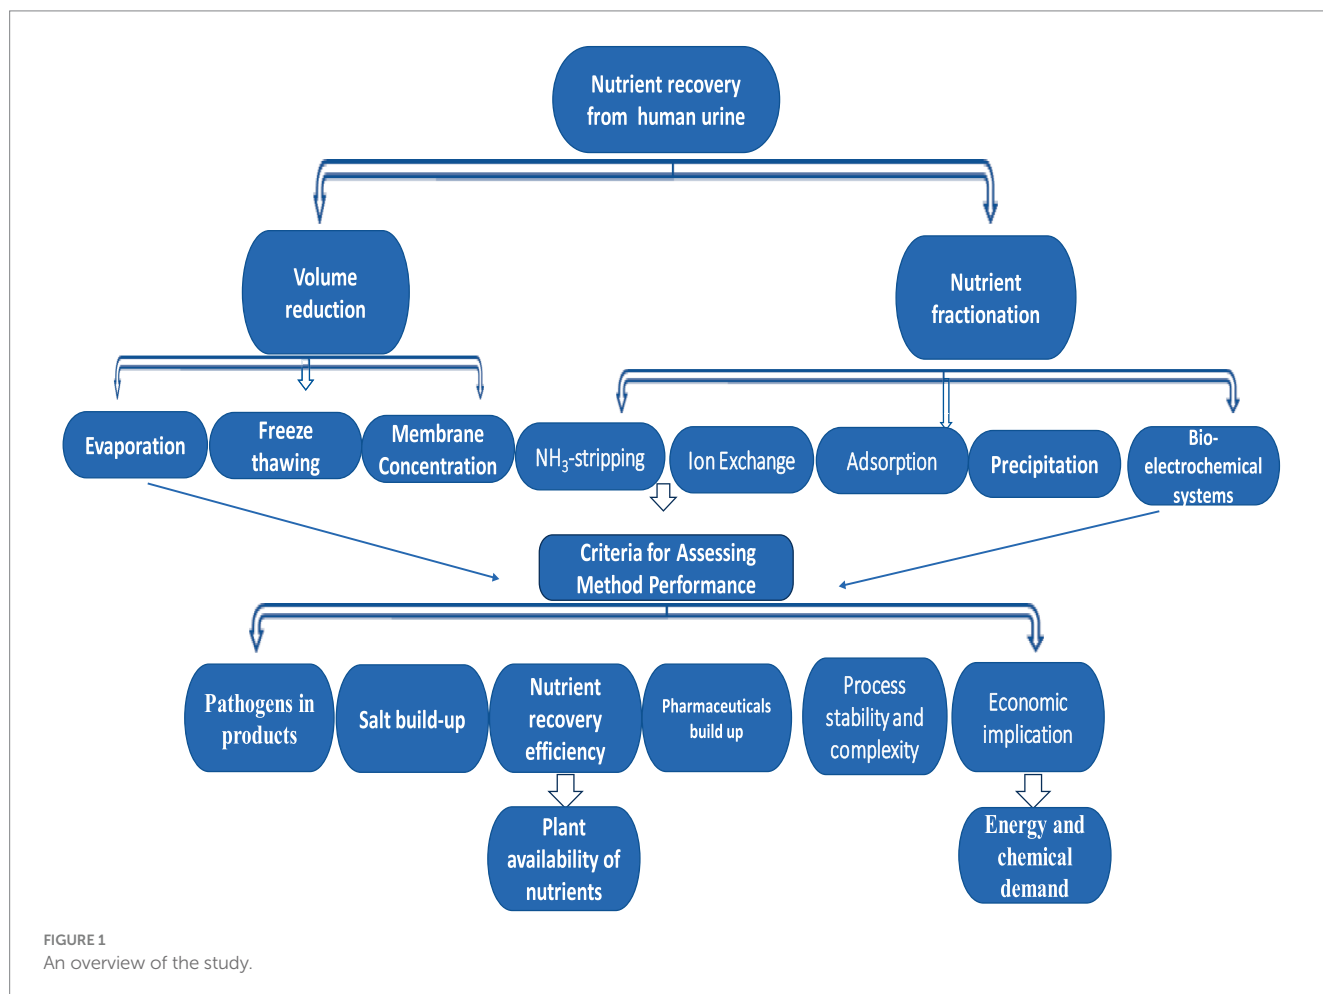 Nutrient recovery
from human urine
Volume
reduction
Nutrient
fractionation
Evaporation
Freeze
thawing
Membrane
Concentration
NH₃-stripping
Ion Exchange
Adsorption
Precipitation
Bio-
electrochemical
systems
Criteria for Assessing
Method Performance
Pathogens in
products
Salt build-up
Nutrient
recovery
efficiency
Pharmaceuticals
build up
Process
stability and
complexity
Economic
implication
Plant
availability of
nutrients
Energy and
chemical
demand
FIGURE 1
An overview of the study.